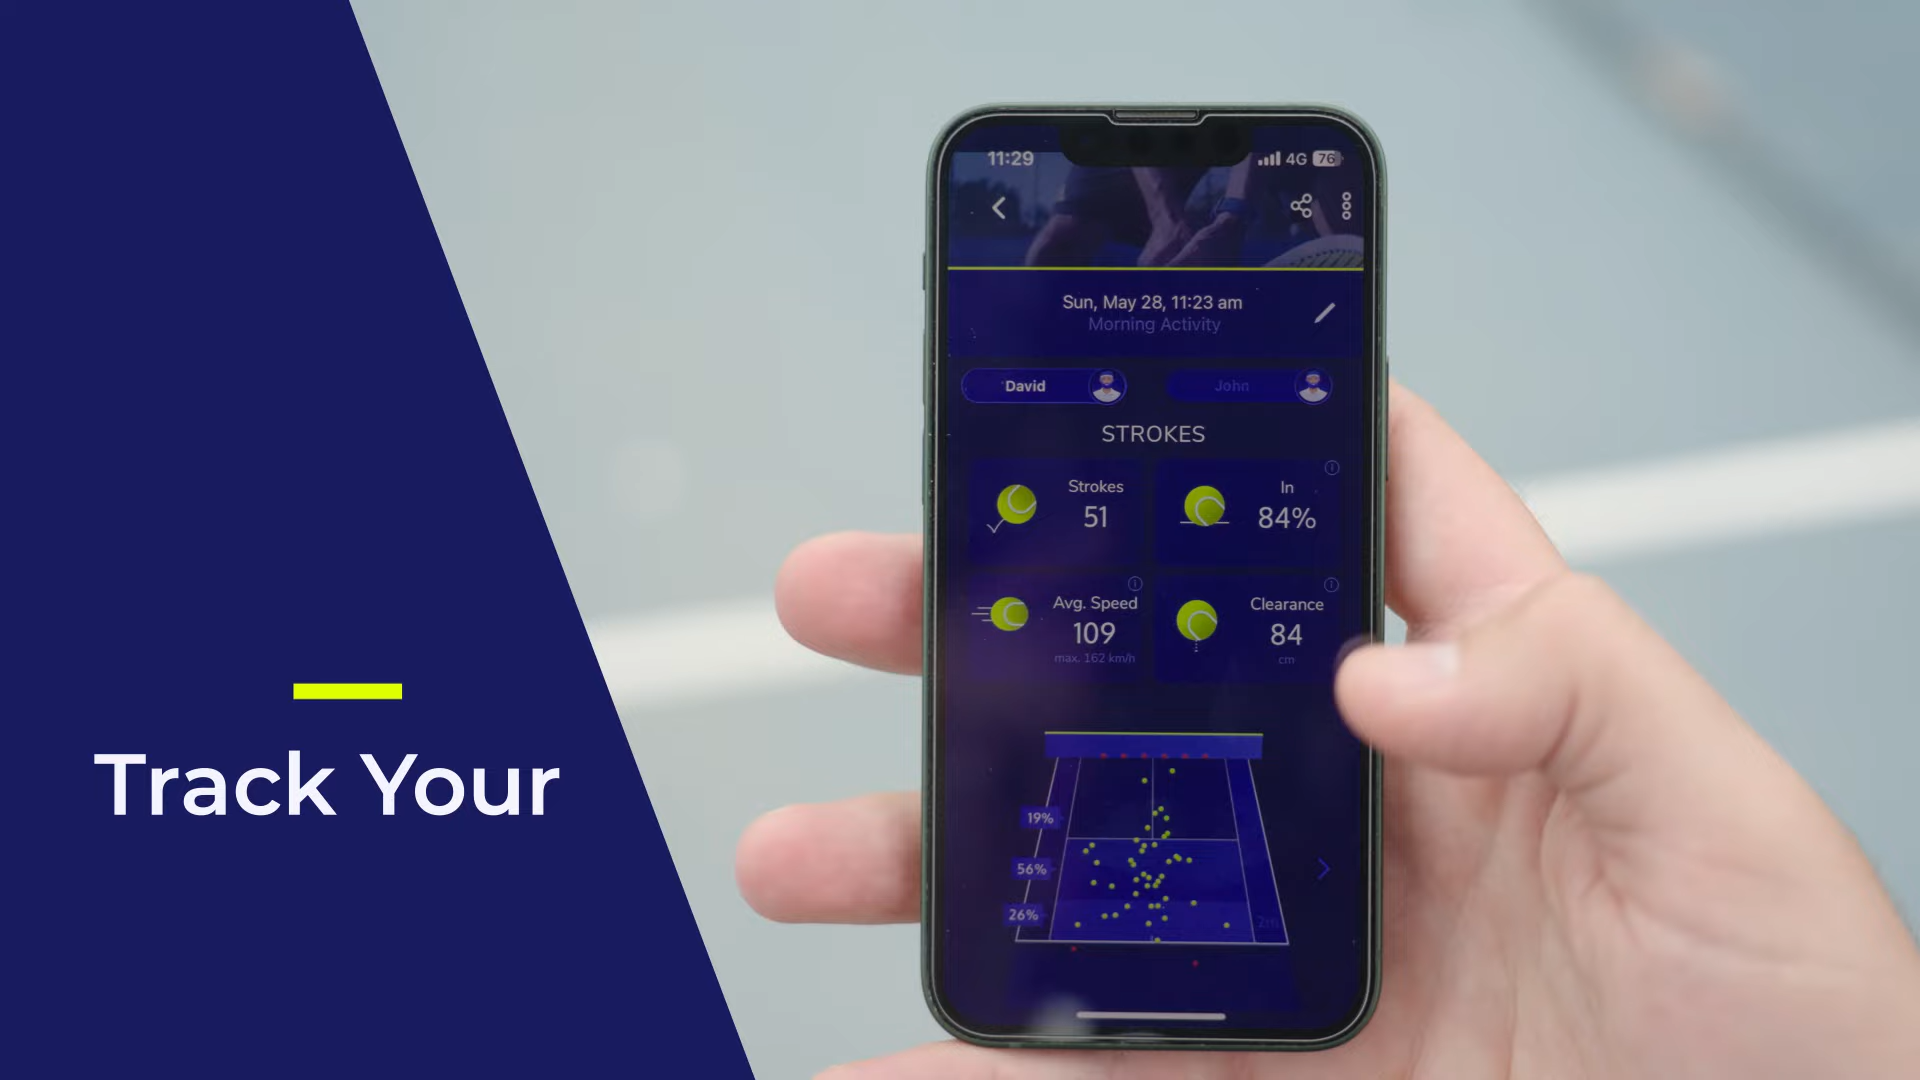 Track Your
11:29
4G 76
Sun, May 28, 11:23 am
Morning Activity
David
John
STROKES
Strokes
51
In
84%
Avg. Speed
109
max. 162 km/h
Clearance
84
cm
19%
56%
26%
2m